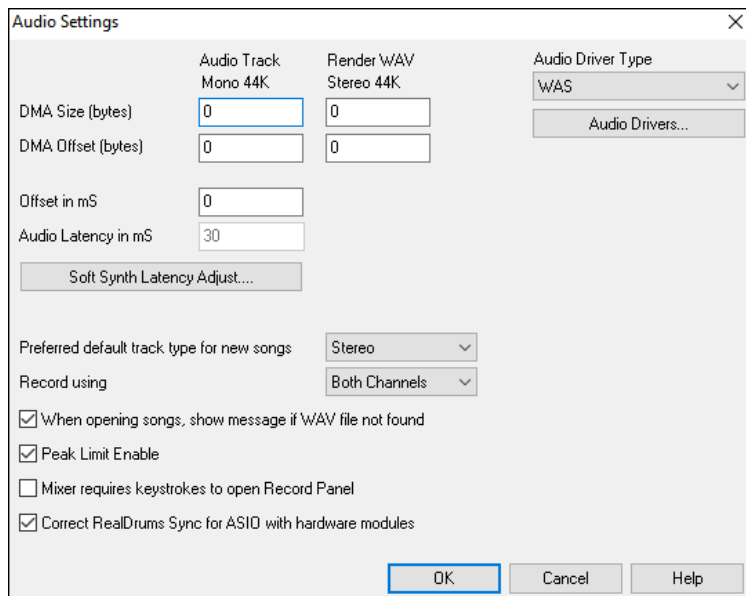 Audio Settings
Audio Track Render WAV Audio Driver Type
Mono 44K Stereo 44K
WAS
DMA Size (bytes) 0 0
Audio Drivers...
DMA Offset (bytes) 0 0
Offset in mS 0
Audio Latency in mS 30
Soft Synth Latency Adjust....
Preferred default track type for new songs Stereo
Record using Both Channels
When opening songs, show message if WAV file not found
Peak Limit Enable
Mixer requires keystrokes to open Record Panel
Correct RealDrums Sync for ASIO with hardware modules
OK Cancel Help